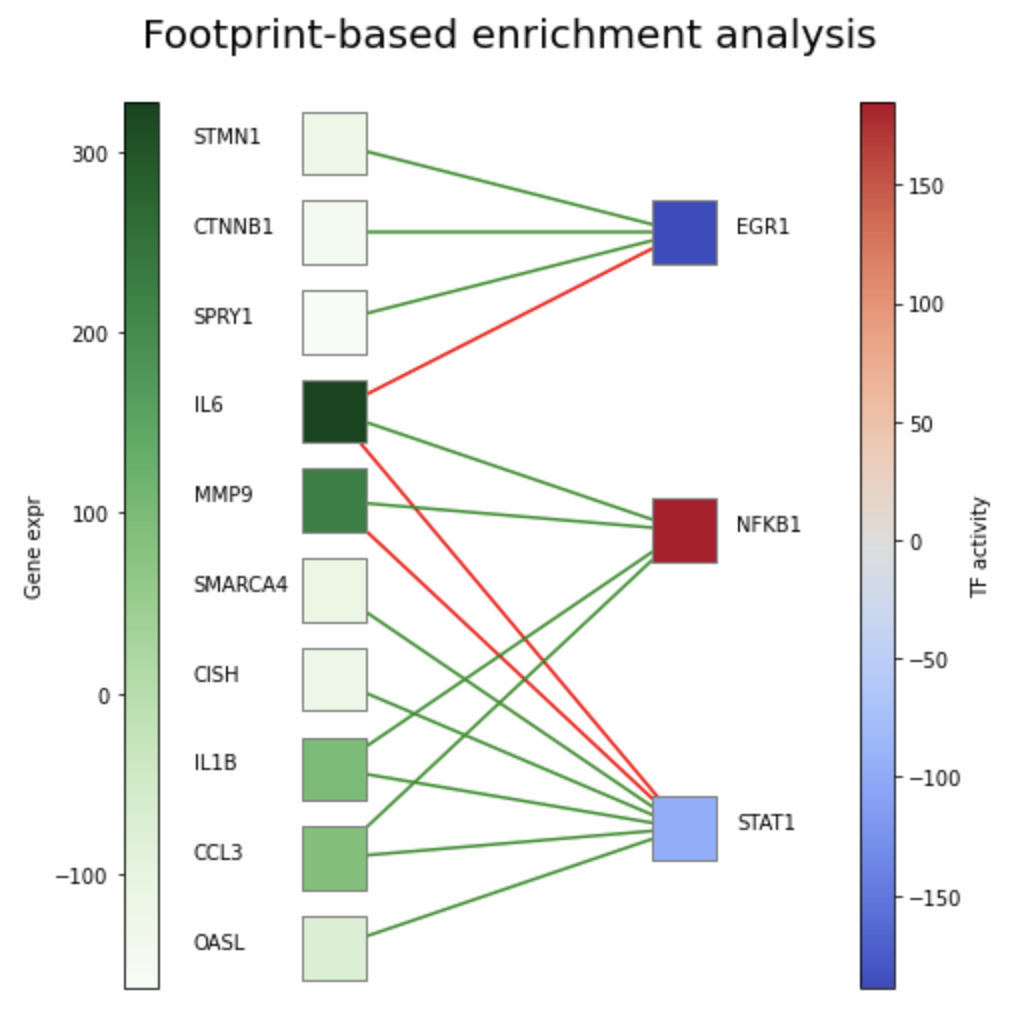 Footprint-based enrichment analysis
Gene expr
300
200
100
0
−100
STMN1
CTNNB1
SPRY1
IL6
MMP9
SMARCA4
CISH
IL1B
CCL3
OASL
EGR1
NFKB1
STAT1
150
100
50
0
−50
−100
−150
TF activity